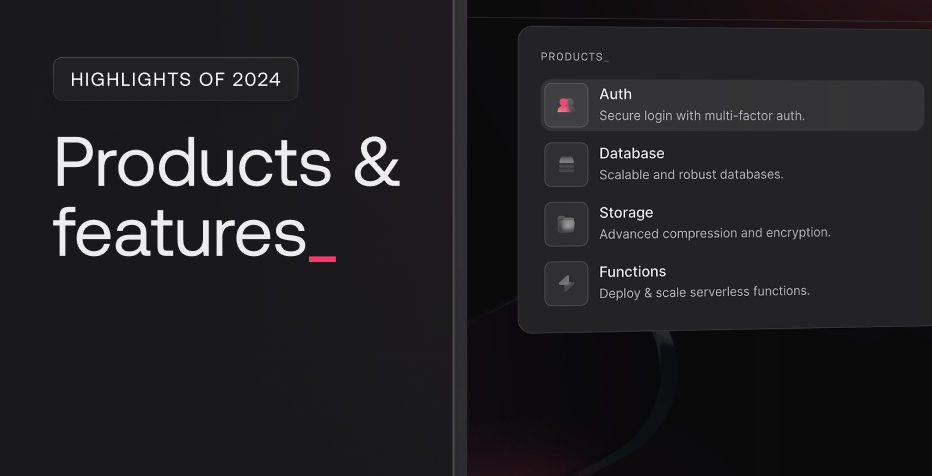 HIGHLIGHTS OF 2024
Products &
features_
PRODUCTS_
Auth
Secure login with multi-factor auth.
Database
Scalable and robust databases.
Storage
Advanced compression and encryption.
Functions
Deploy & scale serverless functions.